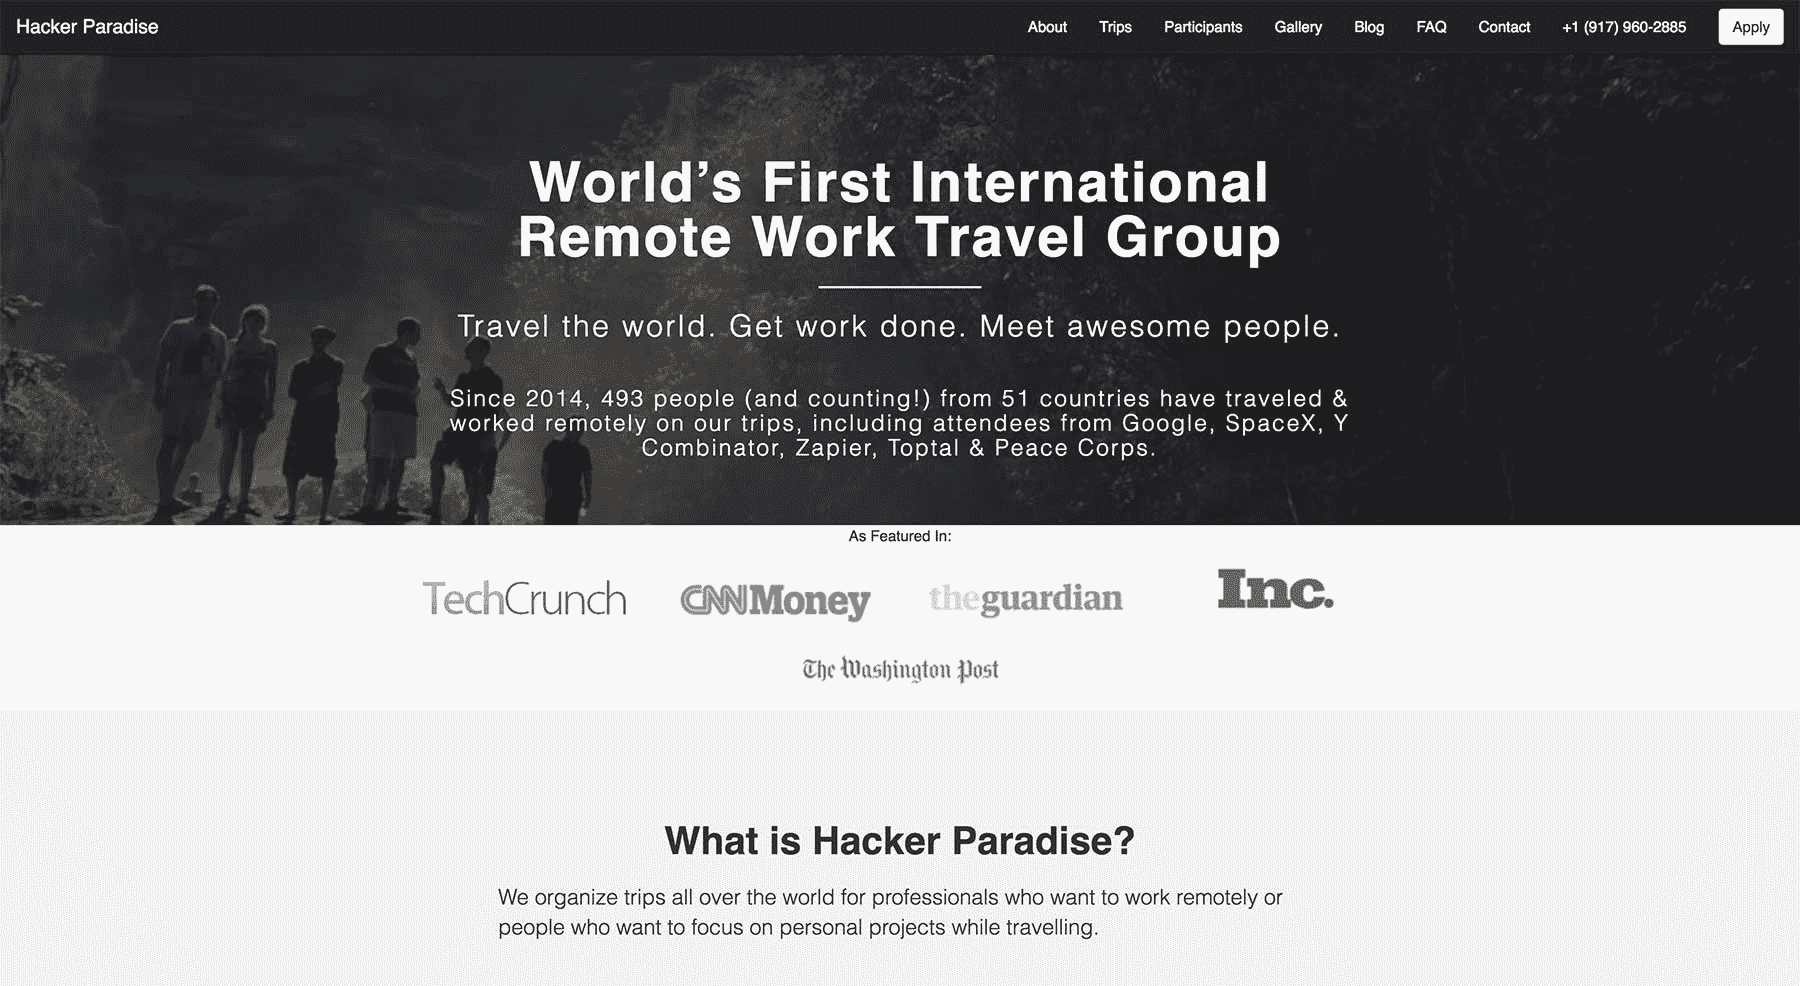 Hacker Paradise
About Trips Participants Gallery Blog FAQ Contact +1 (917) 960-2885 Apply
World’s First International
Remote Work Travel Group
Travel the world. Get work done. Meet awesome people.
Since 2014, 493 people (and counting!) from 51 countries have traveled &
worked remotely on our trips, including attendees from Google, SpaceX, Y
Combinator, Zapier, Toptal & Peace Corps.
As Featured In:
TechCrunch CNNMoney theguardian Inc.
The Washington Post
What is Hacker Paradise?
We organize trips all over the world for professionals who want to work remotely or
people who want to focus on personal projects while travelling.